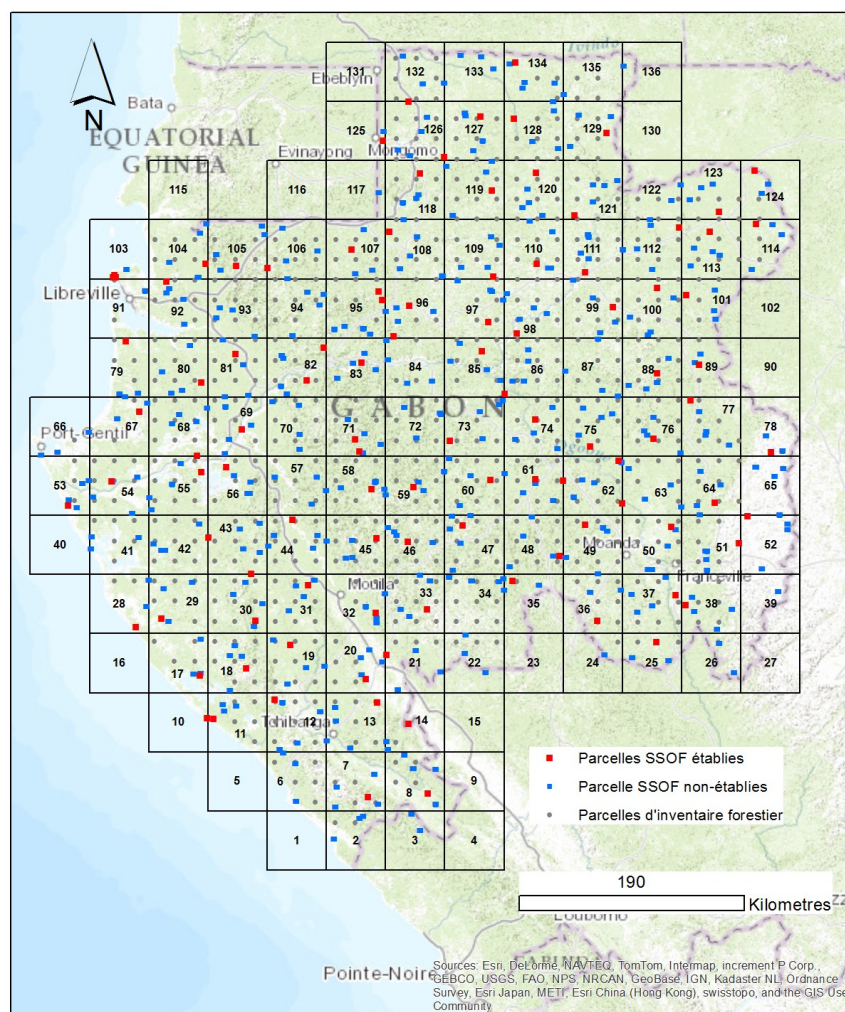 131 132 133 134 135 136
Ebebiyin
Ivindo
Bata
N
EQUATORIAL
GUINEA
125 126 127 128 129 130
Evinayong
Mongomo
115 116 117 118 119 120 121 122 123 124
103 104 105 106 107 108 109 110 111 112 113 114
Libreville
91 92 93 94 95 96 97 98 99 100 101 102
79 80 81 82 83 84 85 86 87 88 89 90
GABON
66 67 68 69 70 71 72 73 74 75 76 77 78
Port-Gentil
53 54 55 56 57 58 59 60 61 62 63 64 65
40 41 42 43 44 45 46 47 48 49 50 51 52
Moanda
Franceville
Mouila
28 29 30 31 32 33 34 35 36 37 38 39
16 17 18 19 20 21 22 23 24 25 26 27
10 11 12 13 14 15
Tchibanga
5 6 7 8 9
1 2 3 4
Parcelles SSOF établies
Parcelle SSOF non-établies
Parcelles d'inventaire forestier
190
Kilometres
Loubomo
CABINDA
Pointe-Noire
Sources: Esri, DeLorme, NAVTEQ, TomTom, Intermap, increment P Corp.,
GEBCO, USGS, FAO, NPS, NRCAN, GeoBase, IGN, Kadaster NL, Ordnance
Survey, Esri Japan, METI, Esri China (Hong Kong), swisstopo, and the GIS Use
Community